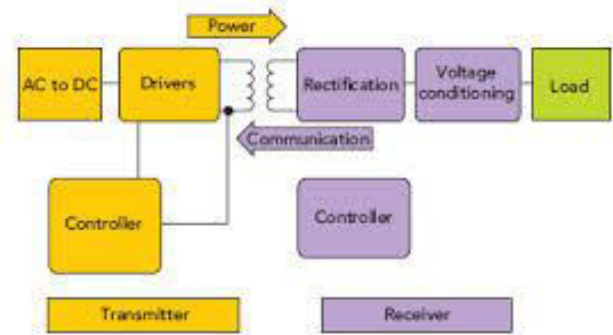 Power
AC to DC
Drivers
Rectification
Voltage
conditioning
Load
Communication
Controller
Controller
Transmitter
Receiver